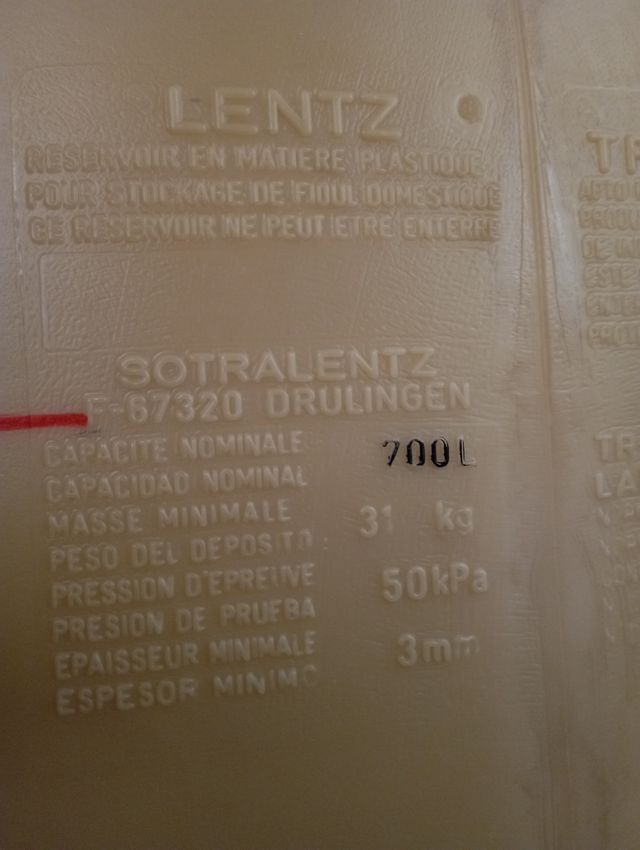 LENTZ
RESERVOIR EN MATIERE PLASTIQUE
POUR STOCKAGE DE FIOUL DOMESTIQUE
CE RESERVOIR NE PEUT ETRE ENTERRE
SOTRALENTZ
F-67320 DRULINGEN
CAPACITE NOMINALE 700L
CAPACIDAD NOMINAL
MASSE MINIMALE 31 kg
PESO DEL DEPOSITO:
PRESSION D'EPREUVE 50kPa
PRESION DE PRUEBA
EPAISSEUR MINIMALE 3mm
ESPESOR MINIMO